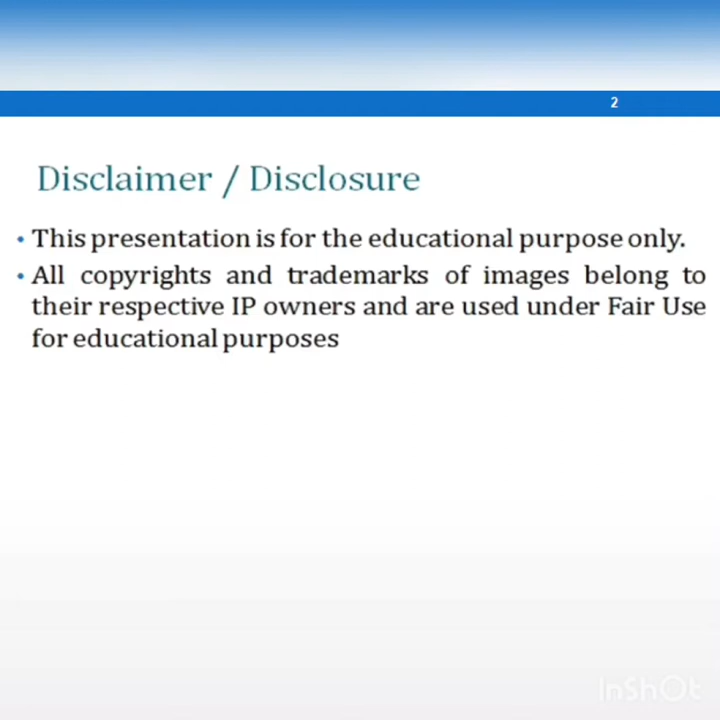 2
Disclaimer / Disclosure
• This presentation is for the educational purpose only.
• All copyrights and trademarks of images belong to
their respective IP owners and are used under Fair Use
for educational purposes
InShOt